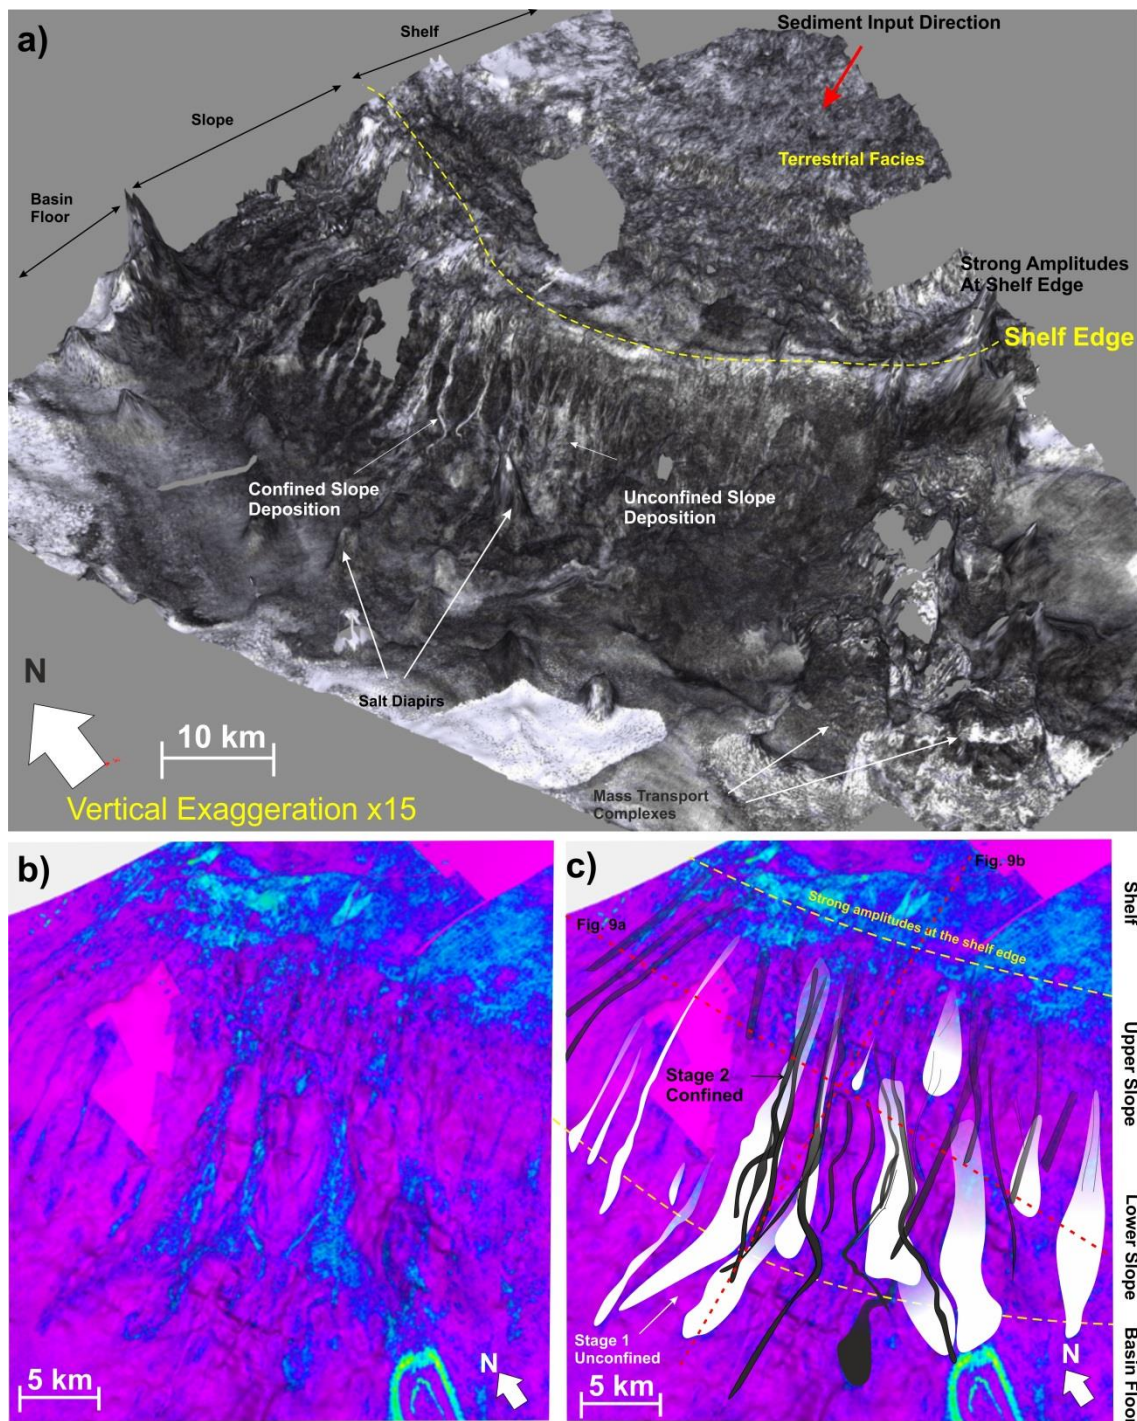 a)
Shelf
Sediment Input Direction
Slope
Terrestrial Facies
Basin
Floor
Strong Amplitudes
At Shelf Edge
Shelf Edge
Confined Slope
Deposition
Unconfined Slope
Deposition
N
Salt Diapirs
10 km
Mass Transport
Complexes
Vertical Exaggeration x15
b)
N
5 km
c)
Fig. 9b
Fig. 9a
Strong amplitudes at the shelf edge
Stage 2
Confined
Stage 1
Unconfined
N
5 km
Shelf
Upper Slope
Lower Slope
Basin Floor